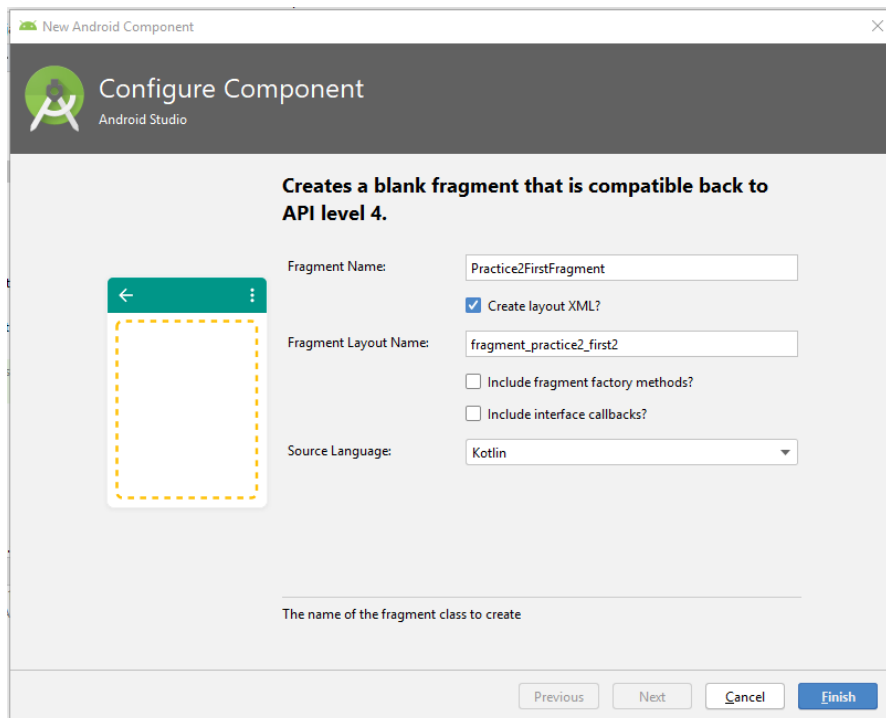 New Android Component
Configure Component
Android Studio
Creates a blank fragment that is compatible back to
API level 4.
Fragment Name:
Practice2FirstFragment
Create layout XML?
Fragment Layout Name:
fragment_practice2_first2
Include fragment factory methods?
Include interface callbacks?
Source Language:
Kotlin
The name of the fragment class to create
Previous
Next
Cancel
Finish